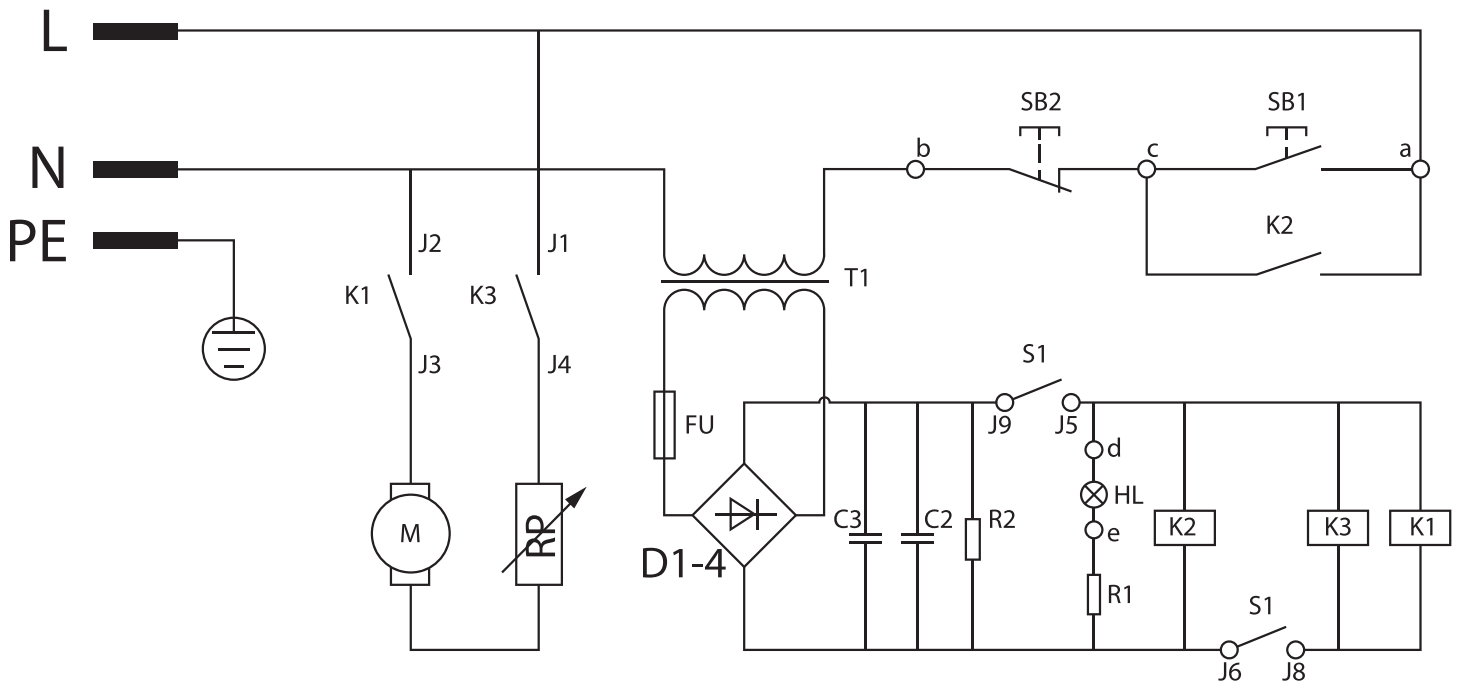 L
SB2 SB1
N
b c a
PE
J2 J1
K2
K1 K3
T1
J3 J4
S1
FU
J9 J5
d
HL
M RP
C3 C2 R2
K2 K3 K1
e
D1-4
R1
S1
J6 J8